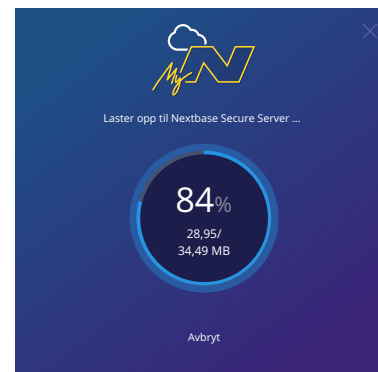 My N
Laster opp til Nextbase Secure Server ...
84%
28,95/
34,49 MB
Avbryt